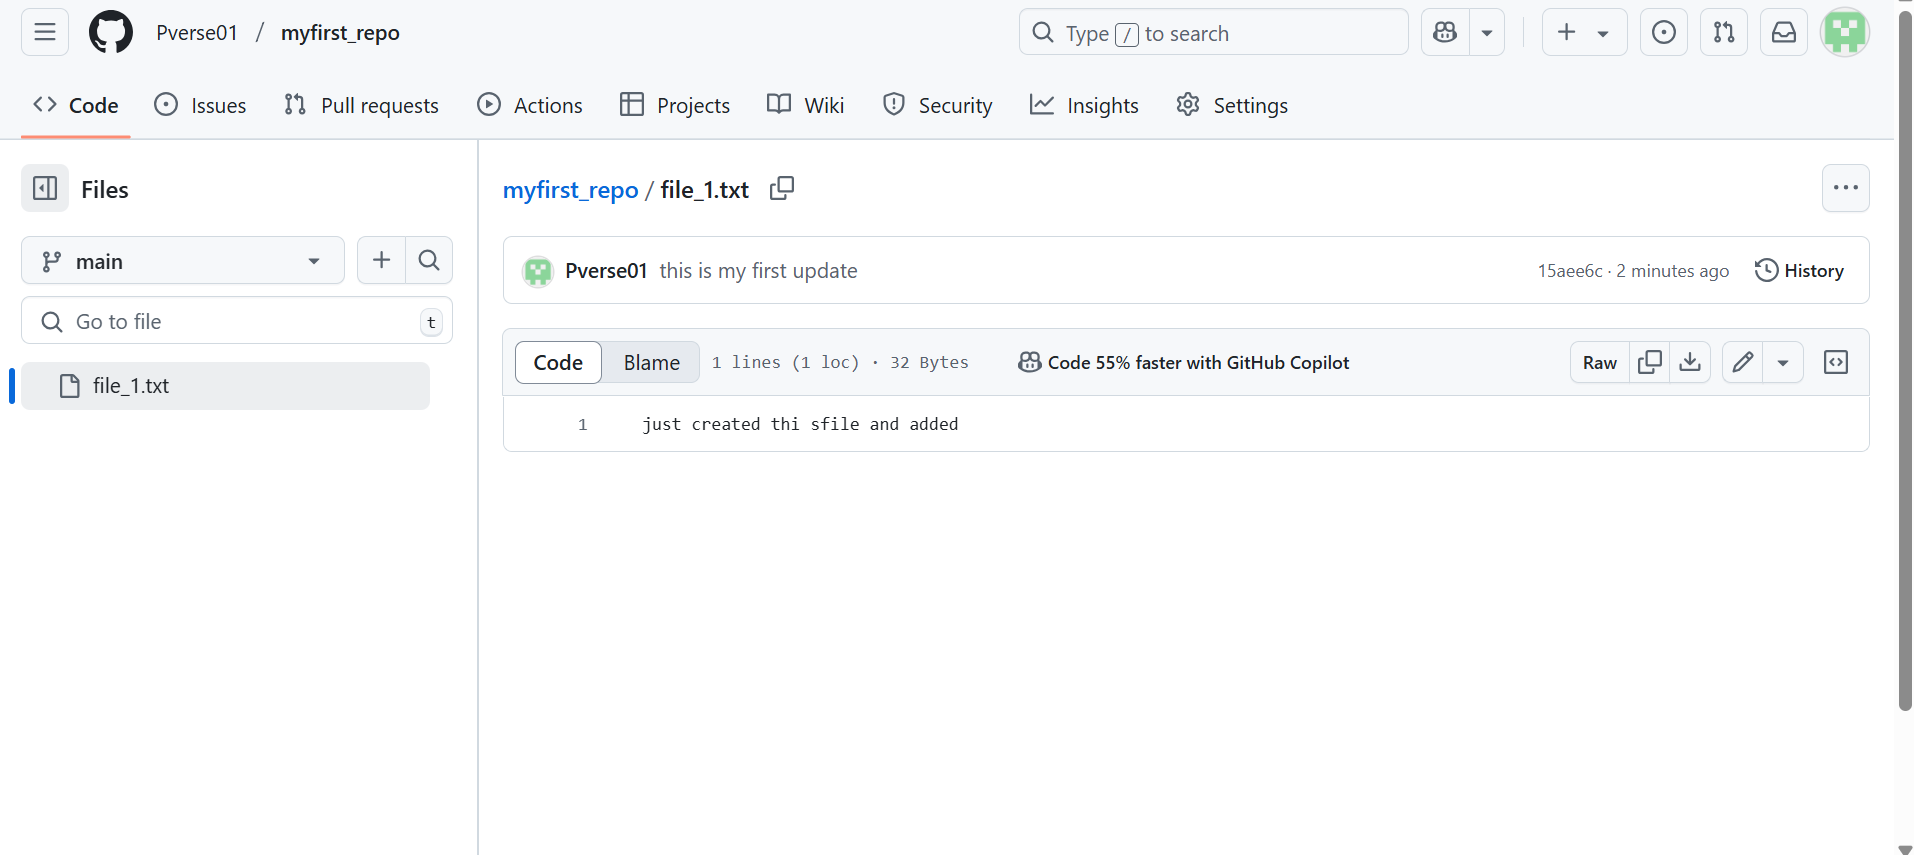 Pverse01 / myfirst_repo
Type / to search
Code Issues Pull requests Actions Projects Wiki Security Insights Settings
Files
main
Go to file t
file_1.txt
myfirst_repo / file_1.txt
Pverse01 this is my first update 15aee6c · 2 minutes ago History
Code Blame 1 lines (1 loc) · 32 Bytes Code 55% faster with GitHub Copilot Raw
1 just created thi sfile and added